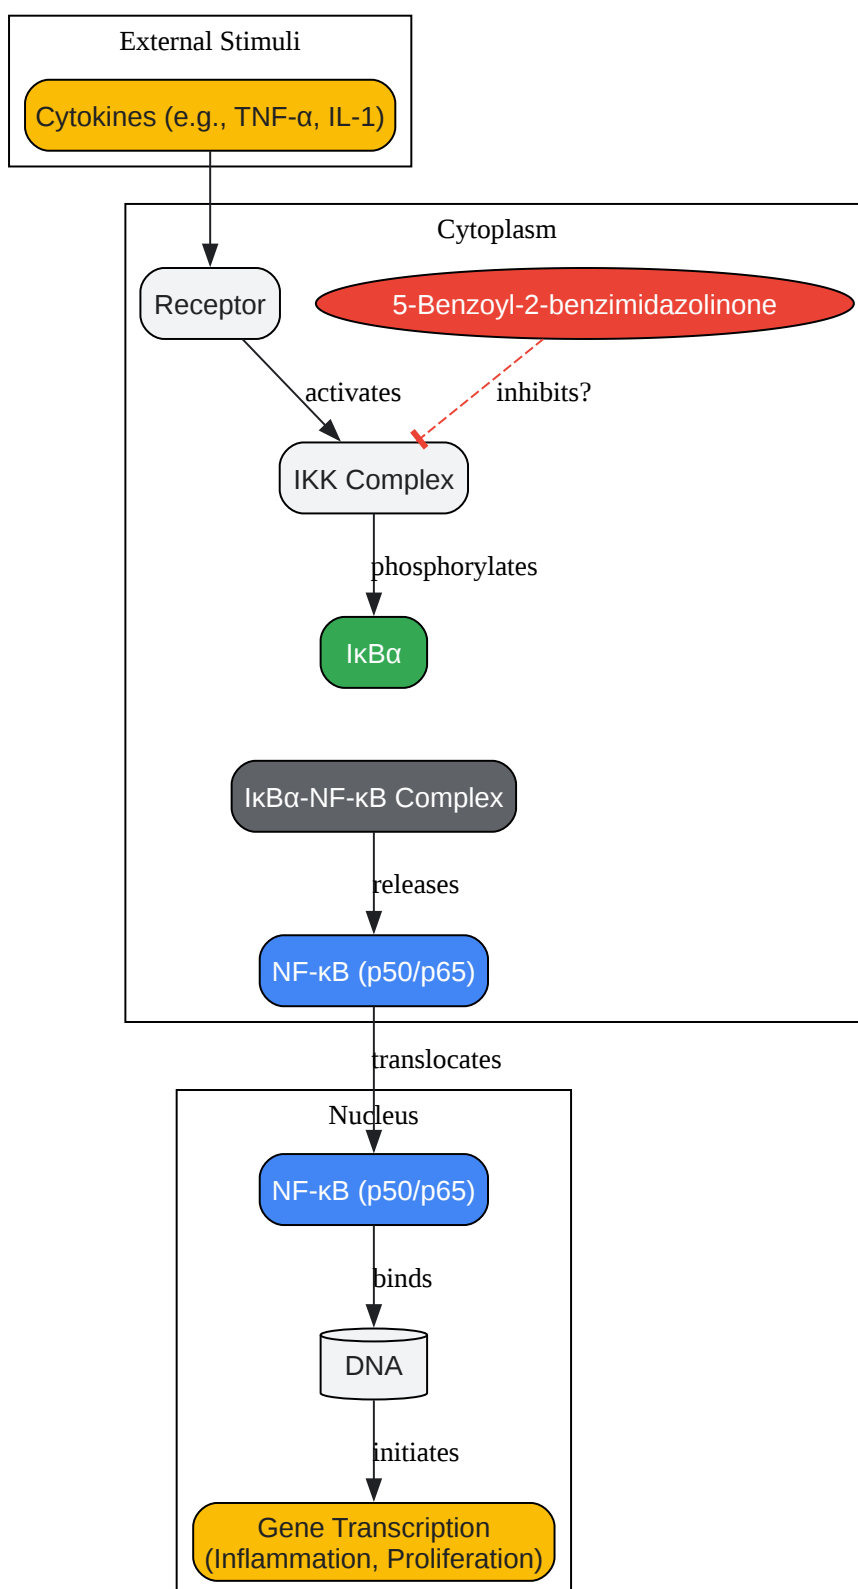 External Stimuli
Cytokines (e.g., TNF-α, IL-1)
Cytoplasm
Receptor
5-Benzoyl-2-benzimidazolinone
activates
inhibits?
IKK Complex
phosphorylates
IκBα
IκBα-NF-κB Complex
releases
NF-κB (p50/p65)
translocates
Nucleus
NF-κB (p50/p65)
binds
DNA
initiates
Gene Transcription
(Inflammation, Proliferation)